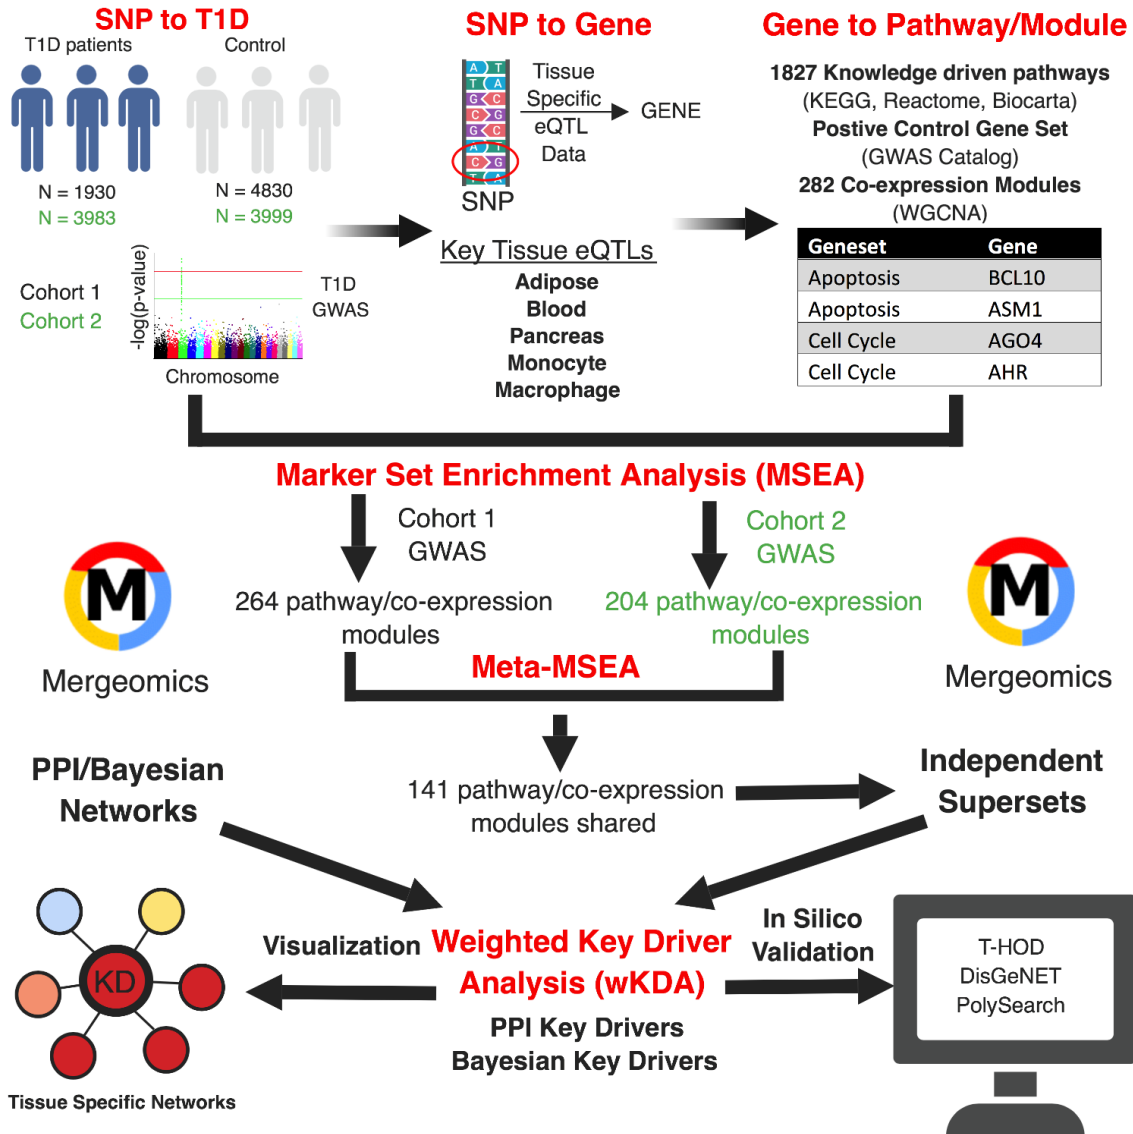 SNP to T1D
T1D patients
Control
N = 1930
N = 4830
N = 3983
N = 3999
Cohort 1
Cohort 2
-log(p-value)
Chromosome
T1D
GWAS
SNP to Gene
A T
T A
G C
C G
G C
A T
C G
T A
SNP
Tissue
Specific
eQTL
Data
GENE
Key Tissue eQTLs
Adipose
Blood
Pancreas
Monocyte
Macrophage
Gene to Pathway/Module
1827 Knowledge driven pathways
(KEGG, Reactome, Biocarta)
Postive Control Gene Set
(GWAS Catalog)
282 Co-expression Modules
(WGCNA)
Geneset Gene
Apoptosis BCL10
Apoptosis ASM1
Cell Cycle AGO4
Cell Cycle AHR
Marker Set Enrichment Analysis (MSEA)
Cohort 1
GWAS
Cohort 2
GWAS
M
Mergeomics
264 pathway/co-expression
modules
204 pathway/co-expression
modules
M
Mergeomics
Meta-MSEA
PPI/Bayesian
Networks
141 pathway/co-expression
modules shared
Independent
Supersets
KD
Tissue Specific Networks
Visualization
Weighted Key Driver
Analysis (wKDA)
PPI Key Drivers
Bayesian Key Drivers
In Silico
Validation
T-HOD
DisGeNET
PolySearch